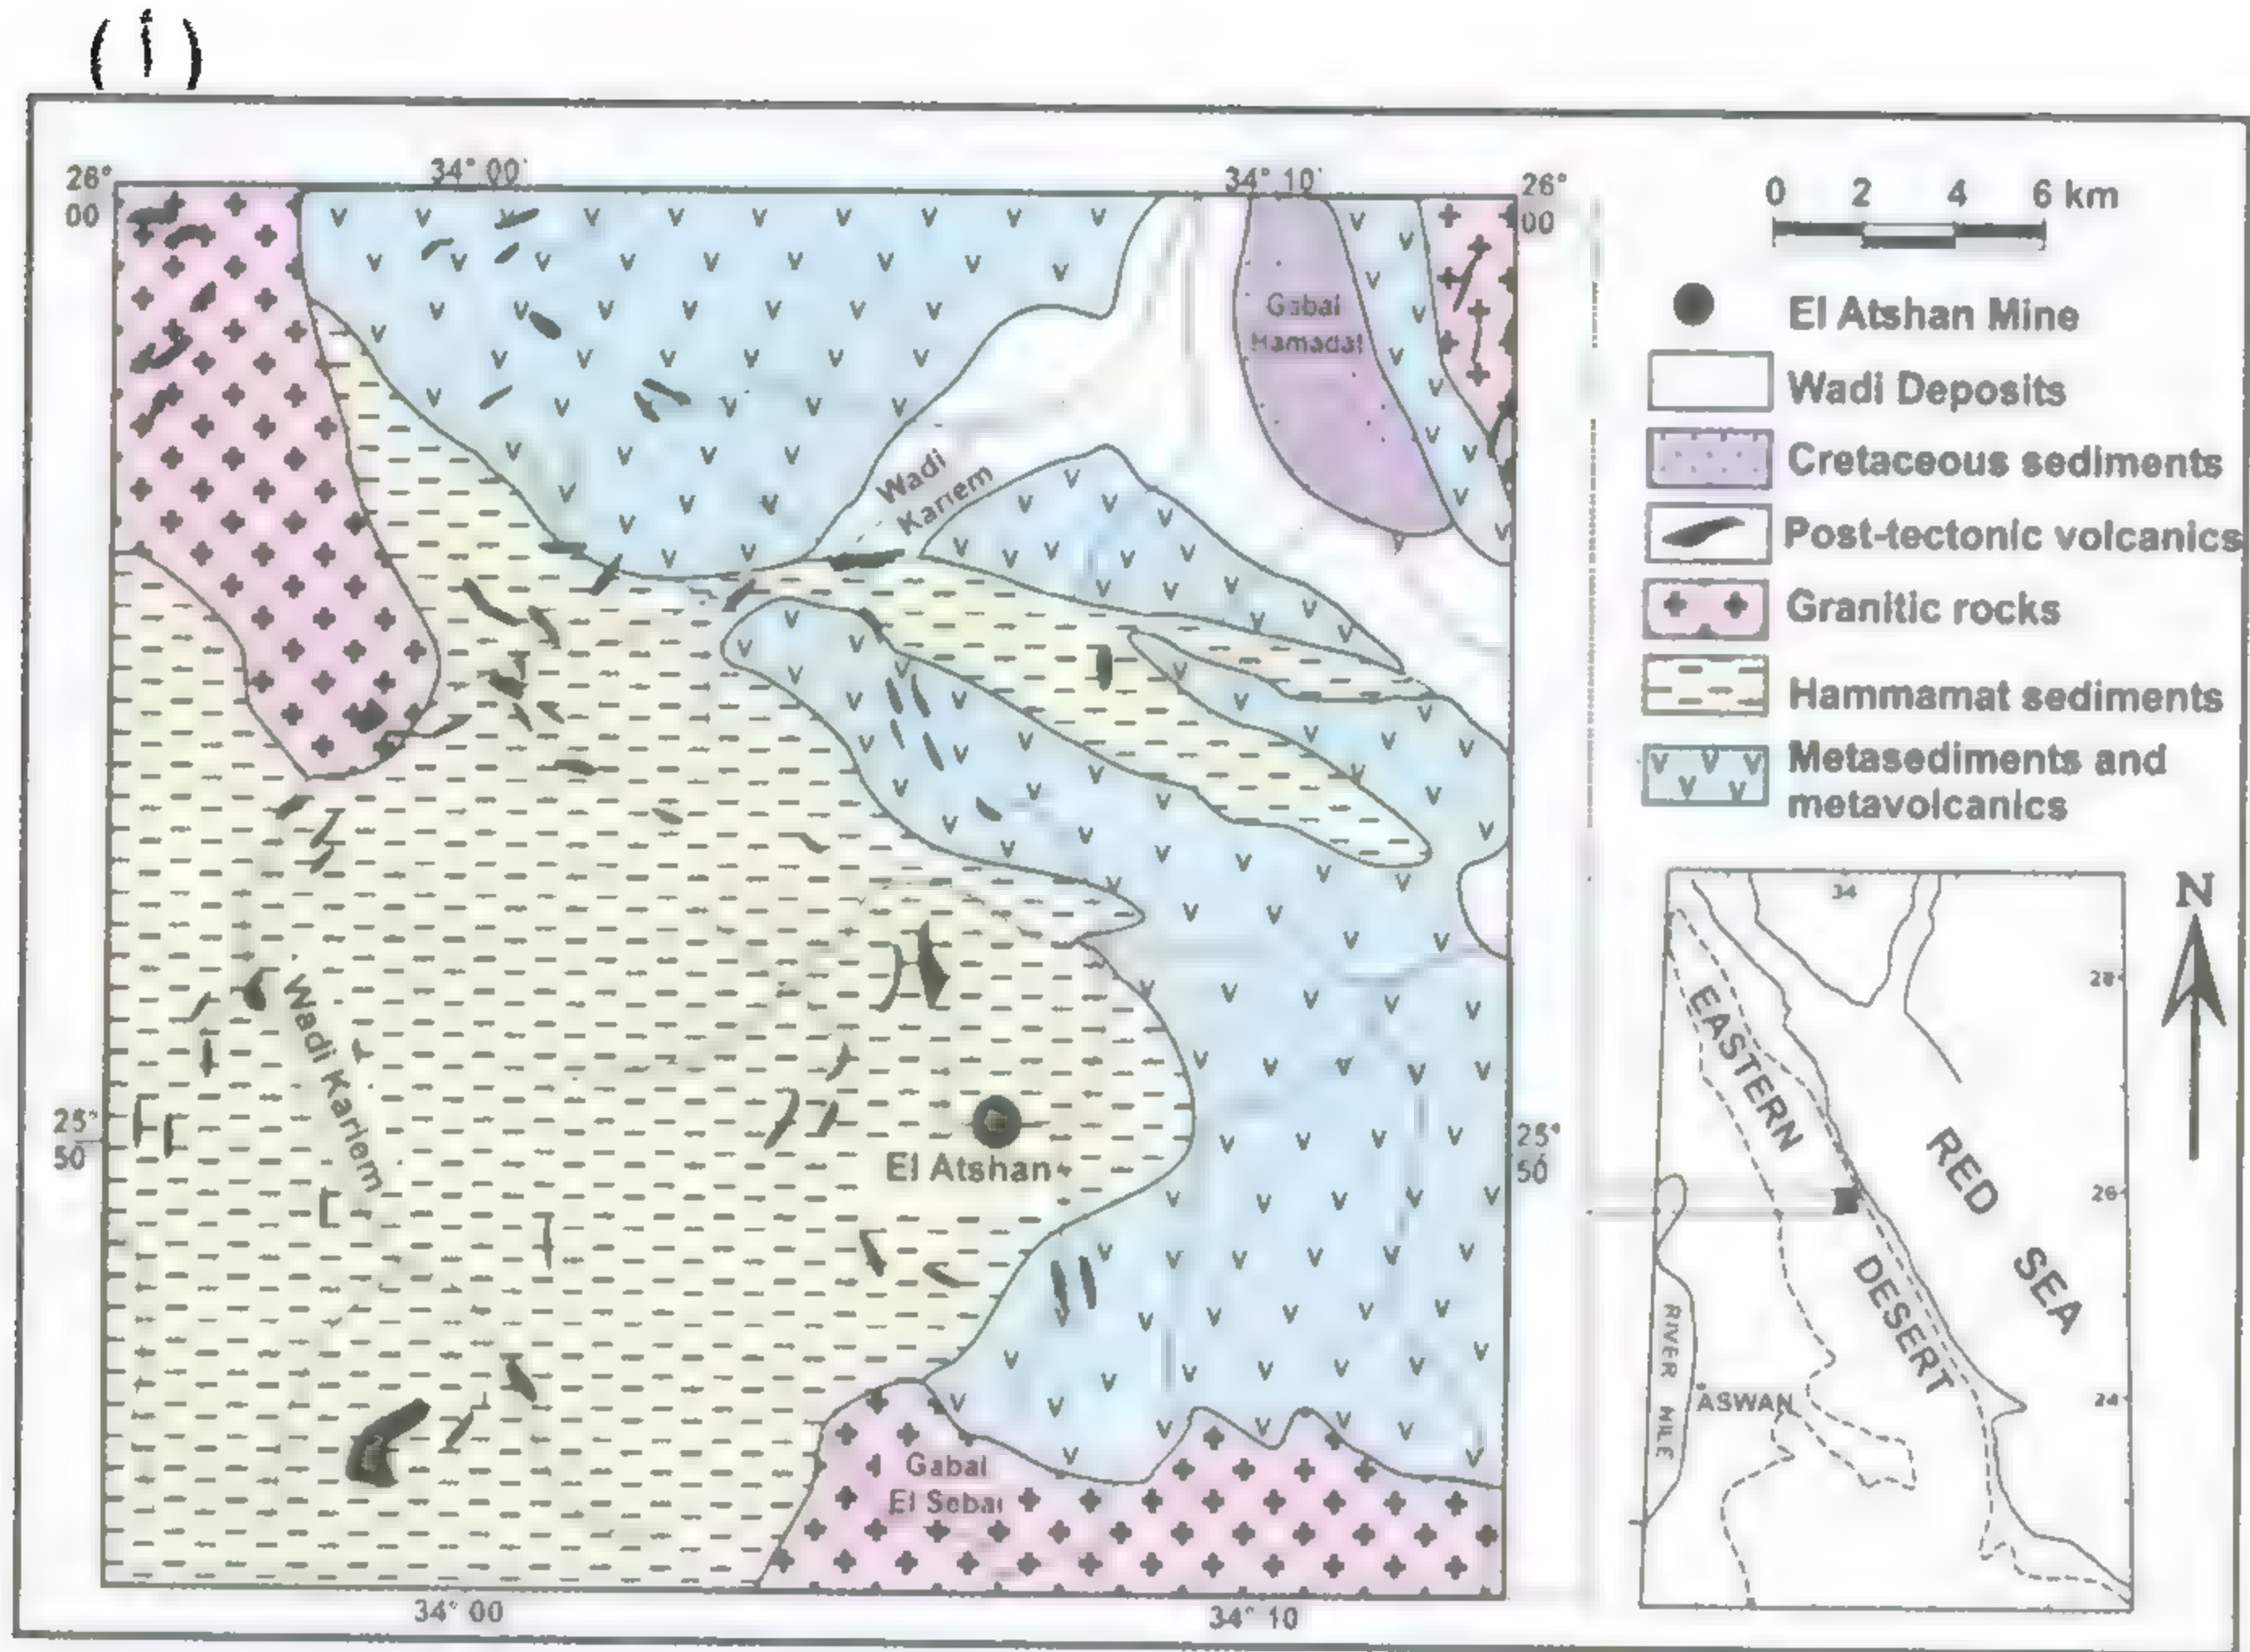 ( i )
34° 00'
34° 10'
26°
00
26°
00
Gabal
Hamadat
Wadi
Kariem
Wadi Kariem
25°
50
25°
50
El Atshan
Gabal
El Sebai
34° 00
34° 10
0 2 4 6 km
El Atshan Mine
Wadi Deposits
Cretaceous sediments
Post-tectonic volcanics
Granitic rocks
Hammamat sediments
Metasediments and
metavolcanics
N
34
28
26
24
EASTERN
DESERT
RED
SEA
RIVER NILE
ASWAN